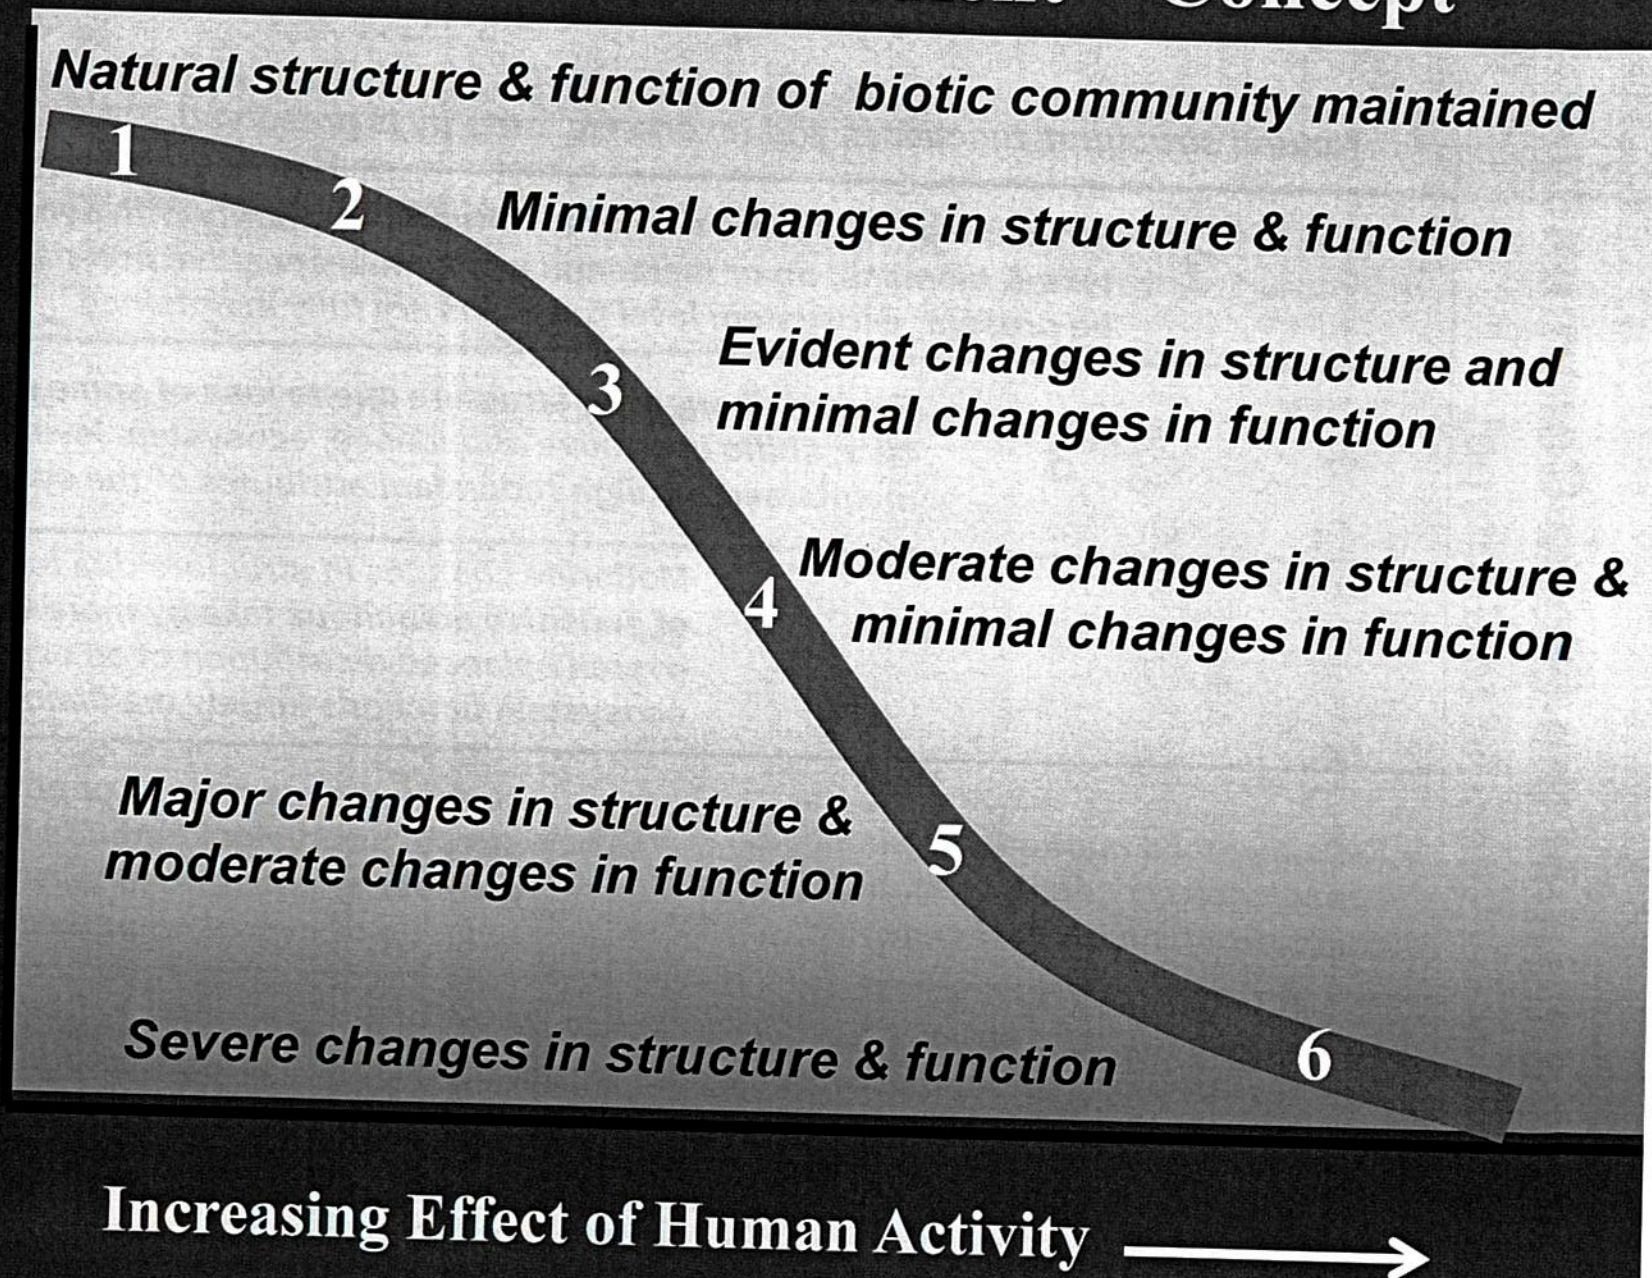 Concept
Natural structure & function of biotic community maintained
1
2
Minimal changes in structure & function
3
Evident changes in structure and
minimal changes in function
4
Moderate changes in structure &
minimal changes in function
Major changes in structure &
moderate changes in function
5
Severe changes in structure & function
6
Increasing Effect of Human Activity